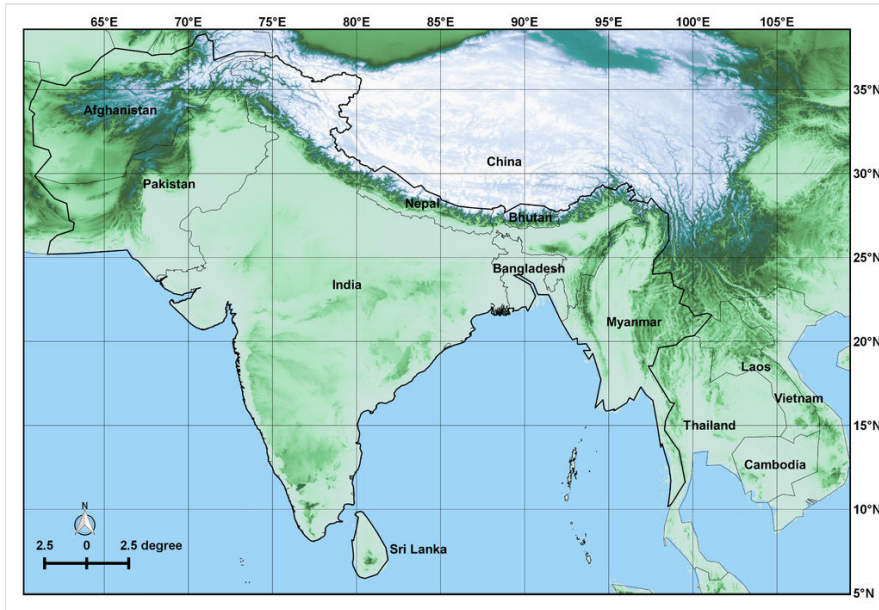 65°E 70°E 75°E 80°E 85°E 90°E 95°E 100°E 105°E
35°N
Afghanistan
China
30°N
Pakistan
Nepal
Bhutan
25°N
Bangladesh
India
Myanmar
20°N
Laos
Vietnam
15°N
Thailand
Cambodia
N
10°N
2.5 0 2.5 degree
Sri Lanka
5°N